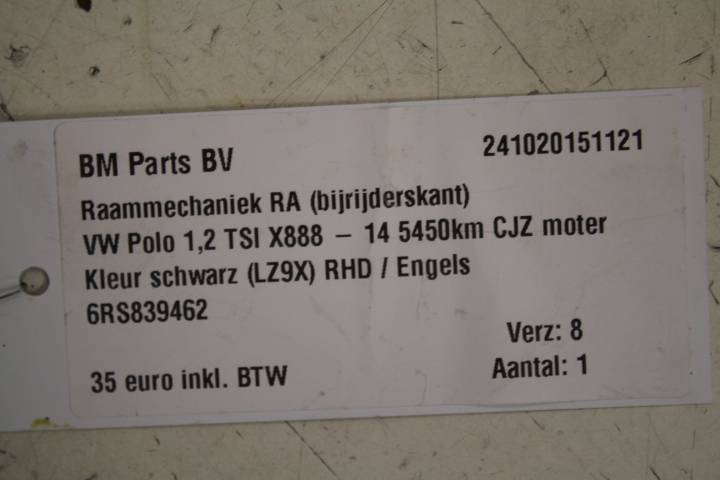 BM Parts BV 241020151121
Raammechaniek RA (bijrijderskant)
VW Polo 1,2 TSI X888 – 14 5450km CJZ moter
Kleur schwarz (LZ9X) RHD / Engels
6RS839462
Verz: 8
35 euro inkl. BTW Aantal: 1